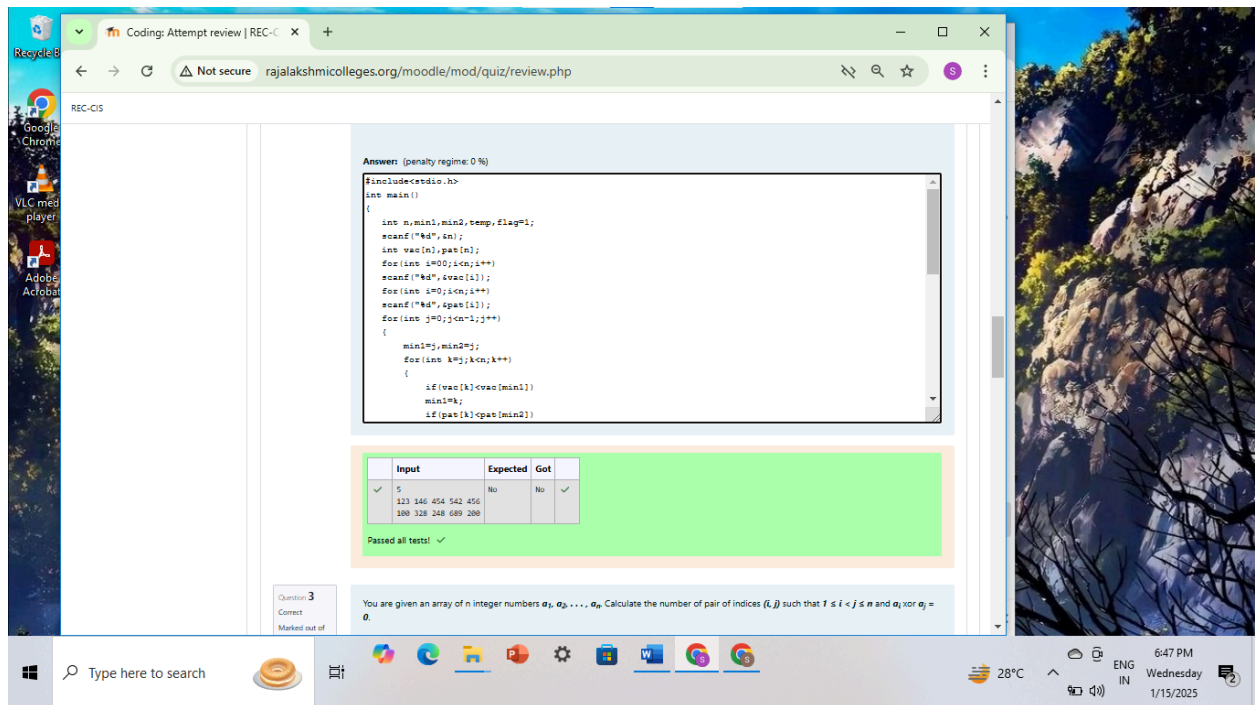 Recycle B
Google
Chrome
VLC med
player
Adobe
Acrobat
Coding: Attempt review | REC-C
Not secure rajalakshmicolleges.org/moodle/mod/quiz/review.php
S
REC-CIS
Answer: (penalty regime: 0 %)
#include<stdio.h>
int main()
{
int n,min1,min2,temp,flag=1;
scanf("%d",&n);
int vac[n],pat[n];
for(int i=00;i<n;i++)
scanf("%d",&vac[i]);
for(int i=0;i<n;i++)
scanf("%d",&pat[i]);
for(int j=0;j<n-1;j++)
{
min1=j,min2=j;
for(int k=j;k<n;k++)
{
if(vac[k]<vac[min1])
min1=k;
if(pat[k]<pat[min2])
Input Expected Got
5 No No
123 146 454 542 456
100 328 248 689 200
Passed all tests!
Question 3
Correct
Marked out of
You are given an array of n integer numbers a1, a2, . . . , an. Calculate the number of pair of indices (i, j) such that 1 ≤ i < j ≤ n and ai xor aj =
0.
Type here to search
28°C
ENG
IN
6:47 PM
Wednesday
1/15/2025
2